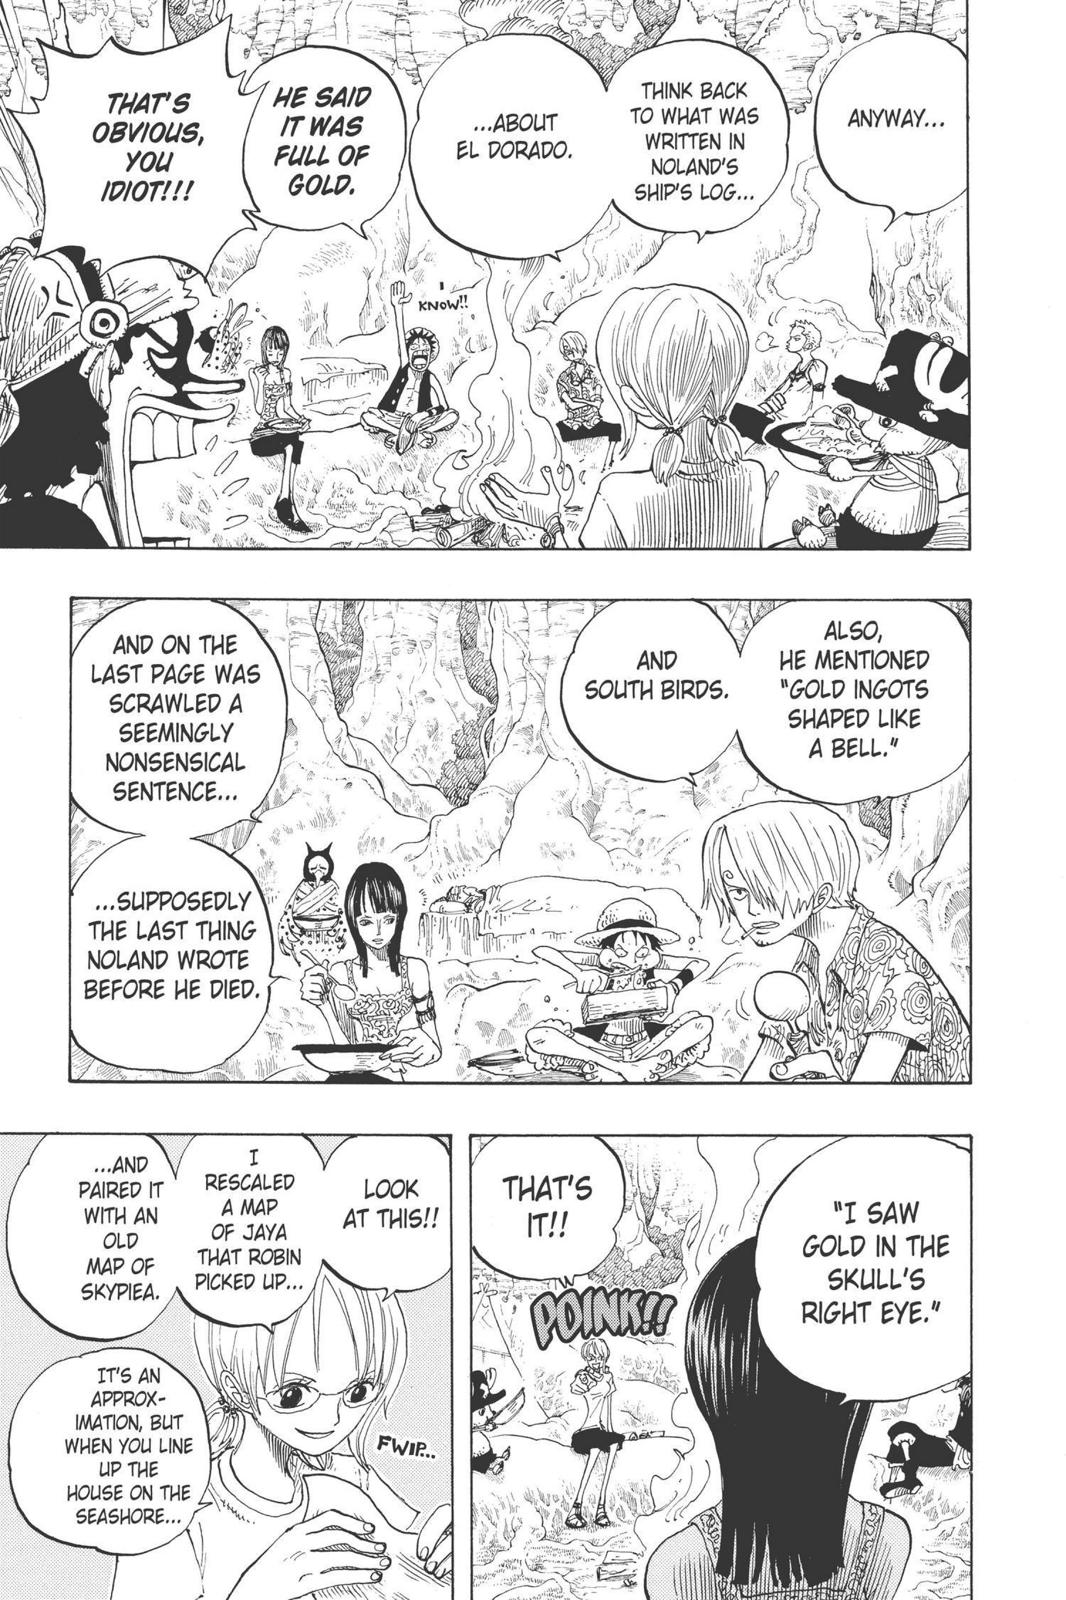 ANYWAY...
THINK BACK
TO WHAT WAS
WRITTEN IN
NOLAND'S
SHIP'S LOG...
...ABOUT
EL DORADO.
I
KNOW!!
HE SAID
IT WAS
FULL OF
GOLD.
THAT'S
OBVIOUS,
YOU
IDIOT!!!
ALSO,
HE MENTIONED
"GOLD INGOTS
SHAPED LIKE
A BELL."
AND
SOUTH BIRDS.
AND ON THE
LAST PAGE WAS
SCRAWLED A
SEEMINGLY
NONSENSICAL
SENTENCE...
...SUPPOSEDLY
THE LAST THING
NOLAND WROTE
BEFORE HE DIED.
"I SAW
GOLD IN THE
SKULL'S
RIGHT EYE."
THAT'S
IT!!
POINK!!
LOOK
AT THIS!!
I
RESCALED
A MAP
OF JAYA
THAT ROBIN
PICKED UP...
...AND
PAIRED IT
WITH AN
OLD
MAP OF
SKYPIEA.
IT'S AN
APPROX-
IMATION, BUT
WHEN YOU LINE
UP THE
HOUSE ON THE
SEASHORE...
FWIP...